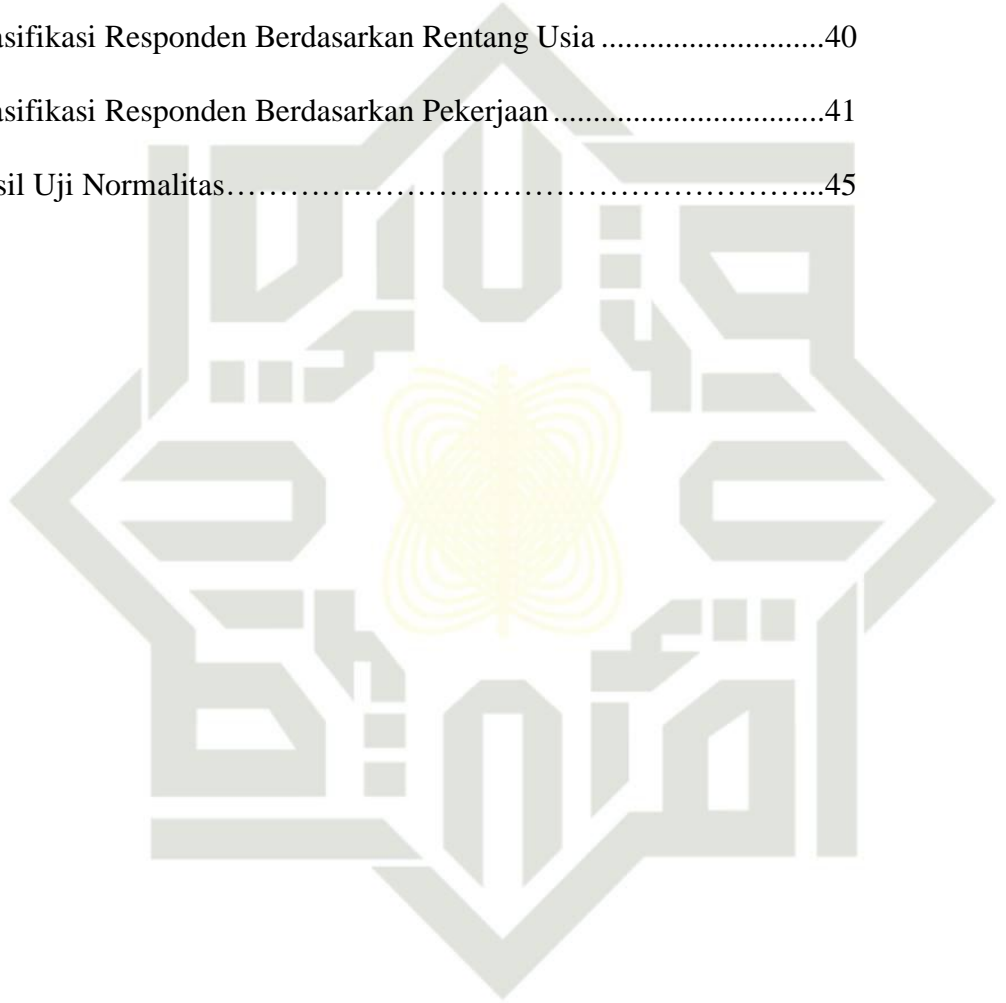 asifikasi Responden Berdasarkan Rentang Usia ...........................40
asifikasi Responden Berdasarkan Pekerjaan .................................41
sil Uji Normalitas…………………………………………………...45